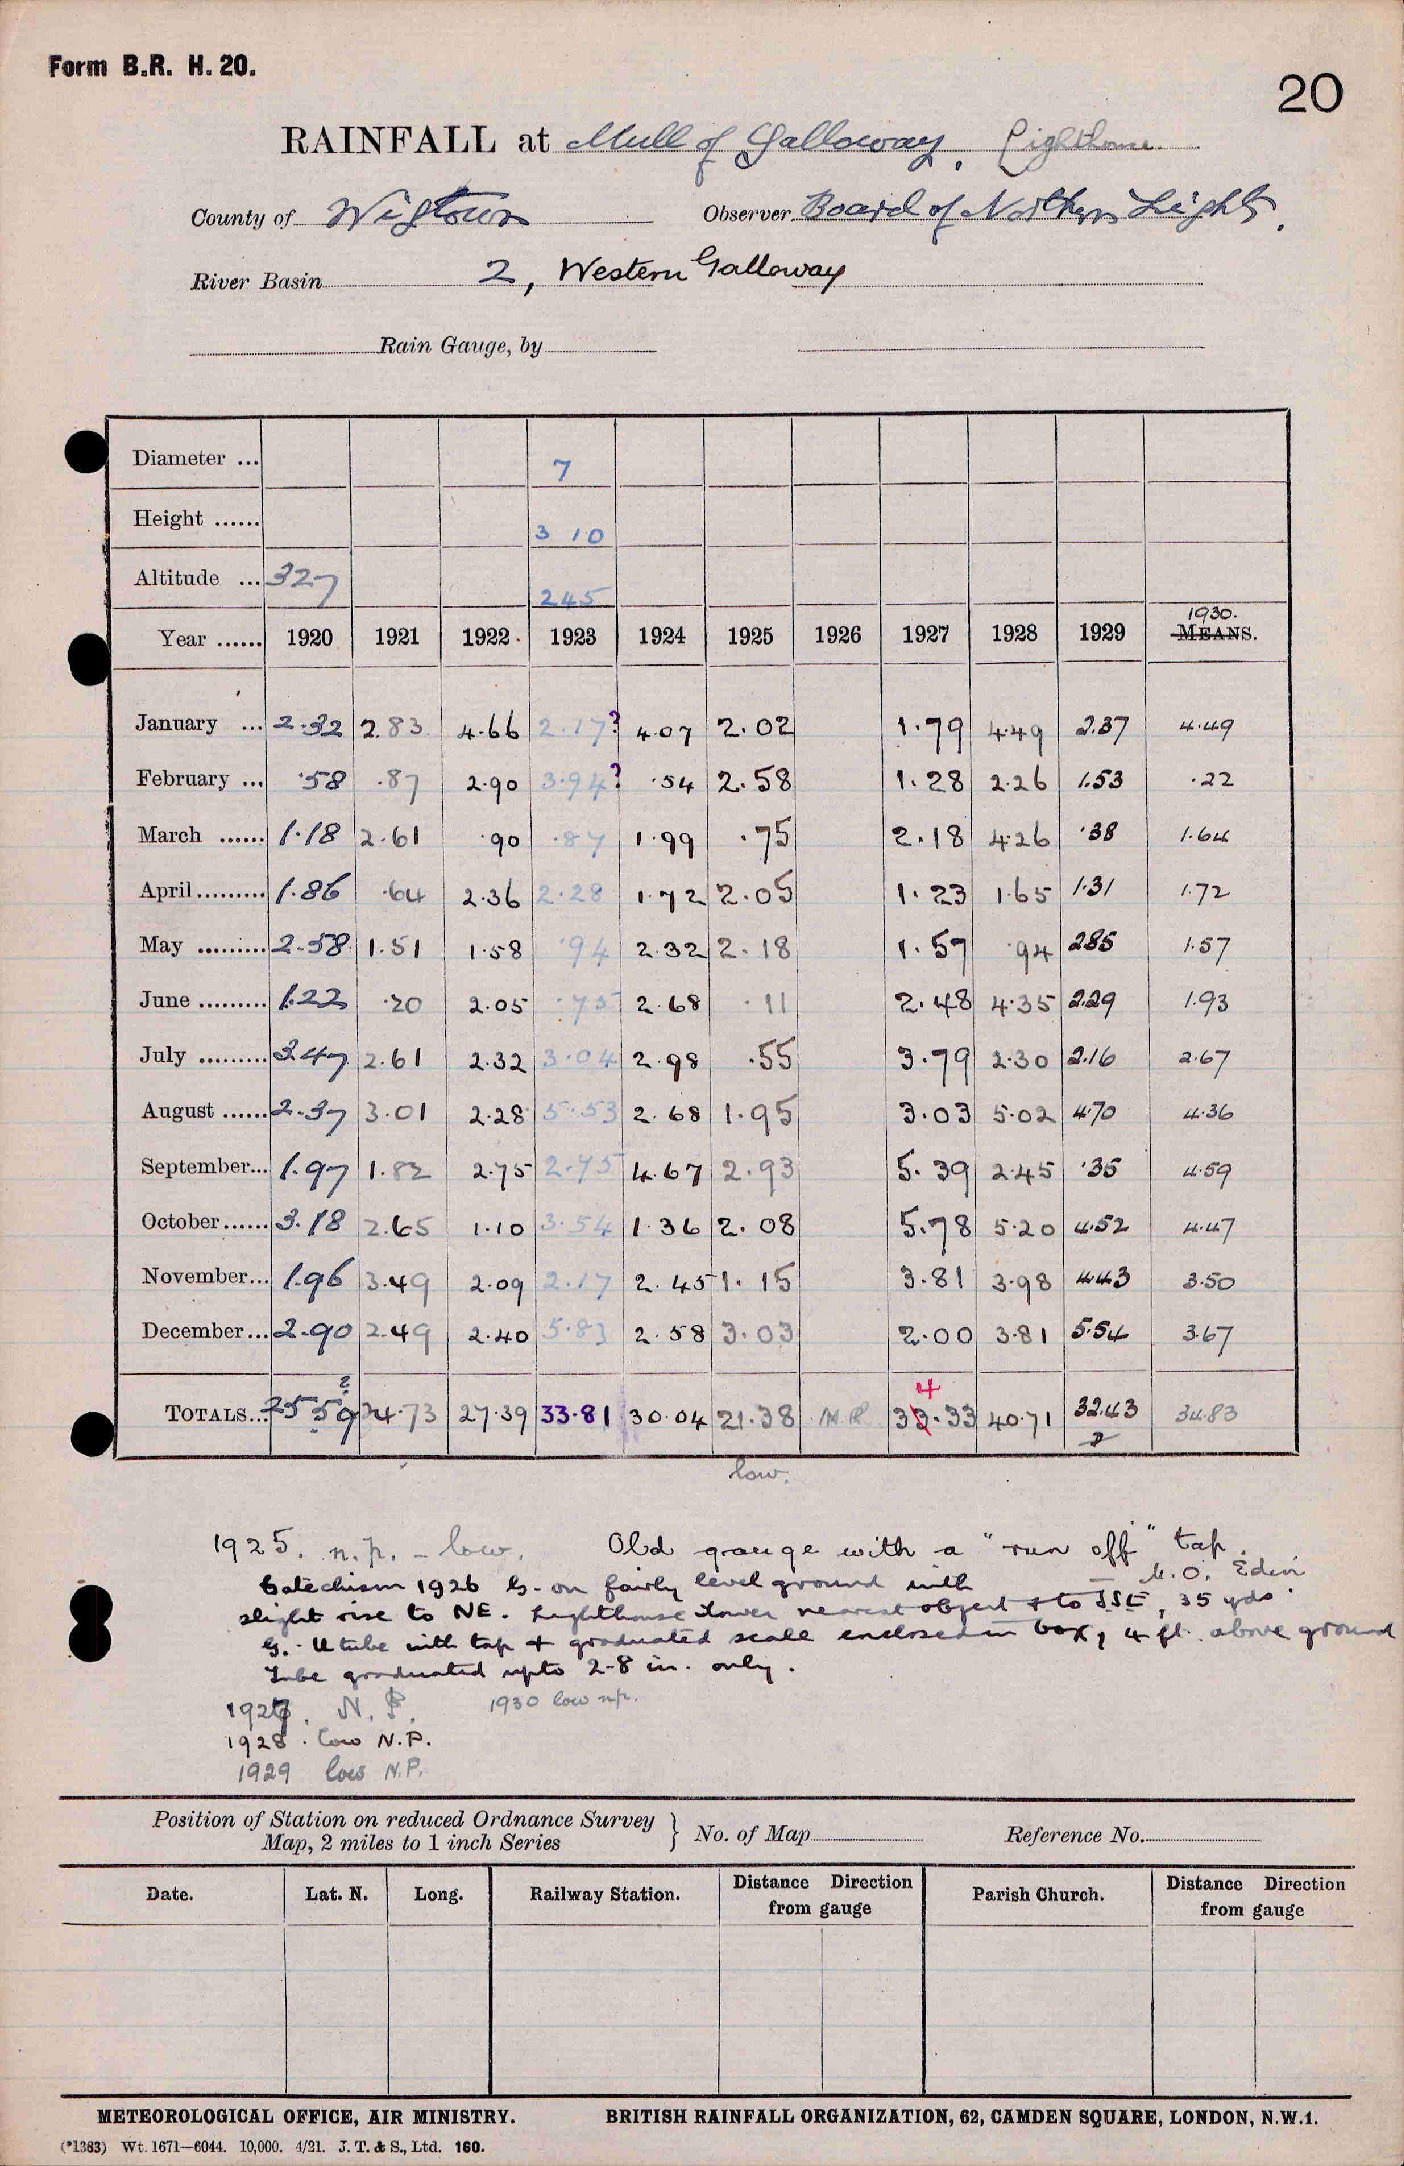 Form B.R. H. 20.
20
RAINFALL at Mull of Galloway, Lighthouse.
County of Wigtown Observer Board of Northern Lights.
River Basin 2, Western Galloway
Rain Gauge, by
Diameter ... 7
Height ...... 3 10
Altitude ... 327 245
Year ...... 1920 1921 1922 1923 1924 1925 1926 1927 1928 1929 1930. MEANS.
January ... 2.32 2.83 4.66 2.17? 4.07 2.02 1.79 4.49 2.37 4.49
February ... .58 .87 2.90 3.94? .54 2.58 1.28 2.26 1.53 .22
March ...... 1.18 2.61 .90 .87 1.99 .75 2.18 4.26 .38 1.64
April ......... 1.86 .64 2.36 2.28 1.72 2.05 1.23 1.65 1.31 1.72
May ......... 2.58 1.51 1.58 .94 2.32 2.18 1.57 .94 285 1.57
June ......... 1.22 .20 2.05 .75 2.68 .11 2.48 4.35 2.29 1.93
July ......... 3.47 2.61 2.32 3.04 2.98 .55 3.79 2.30 2.16 2.67
August ...... 2.37 3.01 2.28 5.53 2.68 1.95 3.03 5.02 4.70 4.36
September... 1.97 1.82 2.75 2.75 4.67 2.93 5.39 2.45 .35 4.59
October...... 3.18 2.65 1.10 3.54 1.36 2.08 5.78 5.20 4.52 4.47
November... 1.96 3.49 2.09 2.17 2.45 1.15 3.81 3.98 4.43 3.50
December... 2.90 2.49 2.40 5.83 2.58 3.03 2.00 3.81 5.54 3.67
TOTALS... 25.59? 24.73 27.39 33.81 30.04 21.38 N.R. 33.33 4 40.71 32.43 34.83
low.
1925. n.p. - low. Old gauge with a "run off" tap.
— M.O. Edin.
Catechism 1926 G. on fairly level ground with
slight rise to NE. Lighthouse tower nearest object & to SSE, 35 yds.
G. - U tube with tap & graduated scale enclosed in box, 4 ft. above ground
Tube graduated upto 2-8 in. only.
1927. N.P. 1930 low n.p.
1928. low N.P.
1929 low N.P.
Position of Station on reduced Ordnance Survey
Map, 2 miles to 1 inch Series } No. of Map Reference No.
Date. Lat. N. Long. Railway Station. Distance Direction from gauge Parish Church. Distance Direction from gauge
METEOROLOGICAL OFFICE, AIR MINISTRY. BRITISH RAINFALL ORGANIZATION, 62, CAMDEN SQUARE, LONDON, N.W.1.
(*1383) Wt. 1671—6044. 10,000. 4/21. J. T. & S., Ltd. 160.